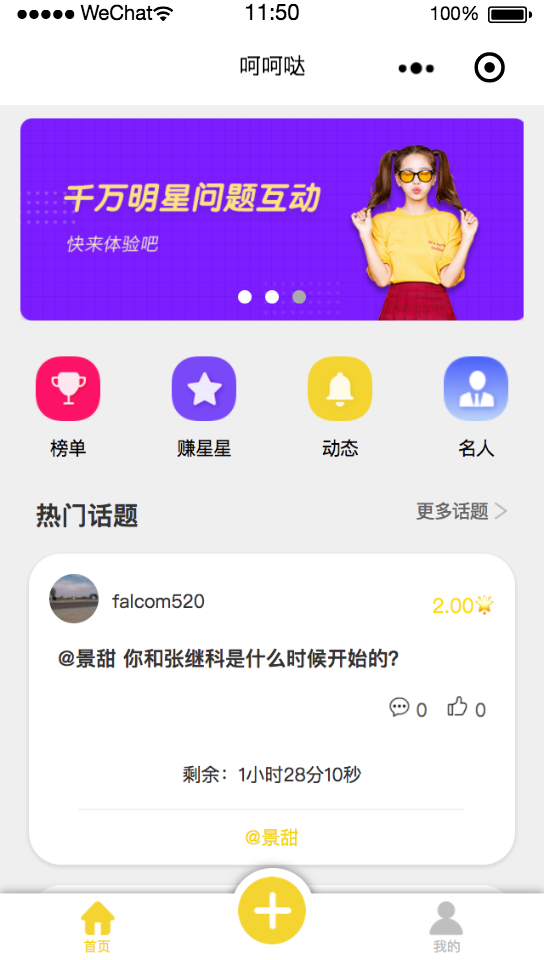 WeChat 11:50 100%
呵呵哒
千万明星问题互动
快来体验吧
榜单 赚星星 动态 名人
热门话题 更多话题
falcom520 2.00
@景甜 你和张继科是什么时候开始的？
0 0
剩余：1小时28分10秒
@景甜
首页 我的